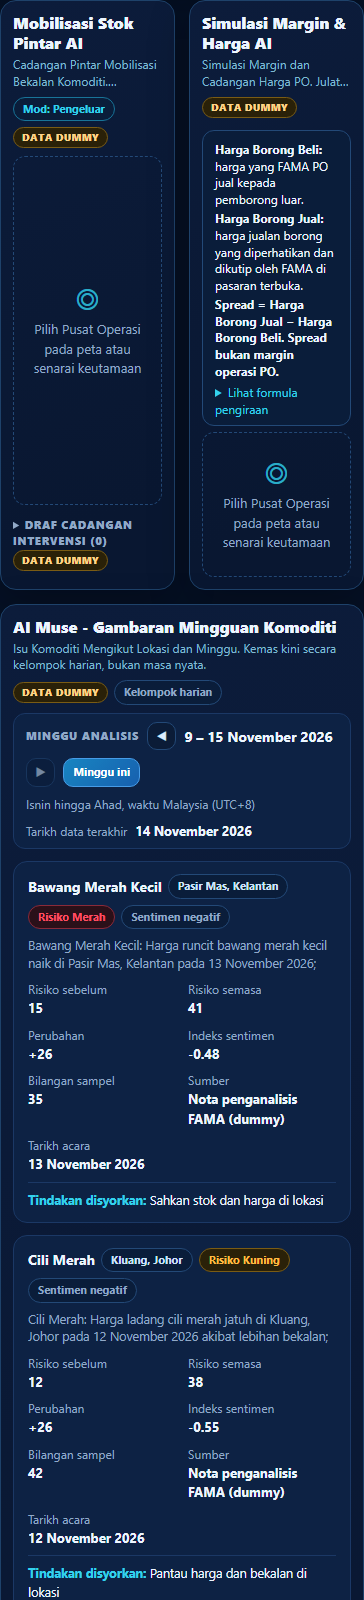 Mobilisasi Stok
Pintar AI
Cadangan Pintar Mobilisasi
Bekalan Komoditi....
Mod: Pengeluar
DATA DUMMY
Pilih Pusat Operasi
pada peta atau
senarai keutamaan
▶ DRAF CADANGAN
INTERVENSI (0)
DATA DUMMY
Simulasi Margin &
Harga AI
Simulasi Margin dan
Cadangan Harga PO. Julat...
DATA DUMMY
Harga Borong Beli:
harga yang FAMA PO
jual kepada
pemborong luar.
Harga Borong Jual:
harga jualan borong
yang diperhatikan dan
dikutip oleh FAMA di
pasaran terbuka.
Spread = Harga
Borong Jual − Harga
Borong Beli. Spread
bukan margin
operasi PO.
▶ Lihat formula
pengiraan
Pilih Pusat Operasi
pada peta atau
senarai keutamaan
AI Muse - Gambaran Mingguan Komoditi
Isu Komoditi Mengikut Lokasi dan Minggu. Kemas kini secara
kelompok harian, bukan masa nyata.
DATA DUMMY Kelompok harian
MINGGU ANALISIS ◀ 9 – 15 November 2026
▶ Minggu ini
Isnin hingga Ahad, waktu Malaysia (UTC+8)
Tarikh data terakhir 14 November 2026
Bawang Merah Kecil Pasir Mas, Kelantan
Risiko Merah Sentimen negatif
Bawang Merah Kecil: Harga runcit bawang merah kecil
naik di Pasir Mas, Kelantan pada 13 November 2026;
Risiko sebelum Risiko semasa
15 41
Perubahan Indeks sentimen
+26 -0.48
Bilangan sampel Sumber
35 Nota penganalisis
FAMA (dummy)
Tarikh acara
13 November 2026
Tindakan disyorkan: Sahkan stok dan harga di lokasi
Cili Merah Kluang, Johor Risiko Kuning
Sentimen negatif
Cili Merah: Harga ladang cili merah jatuh di Kluang,
Johor pada 12 November 2026 akibat lebihan bekalan;
Risiko sebelum Risiko semasa
12 38
Perubahan Indeks sentimen
+26 -0.55
Bilangan sampel Sumber
42 Nota penganalisis
FAMA (dummy)
Tarikh acara
12 November 2026
Tindakan disyorkan: Pantau harga dan bekalan di
lokasi